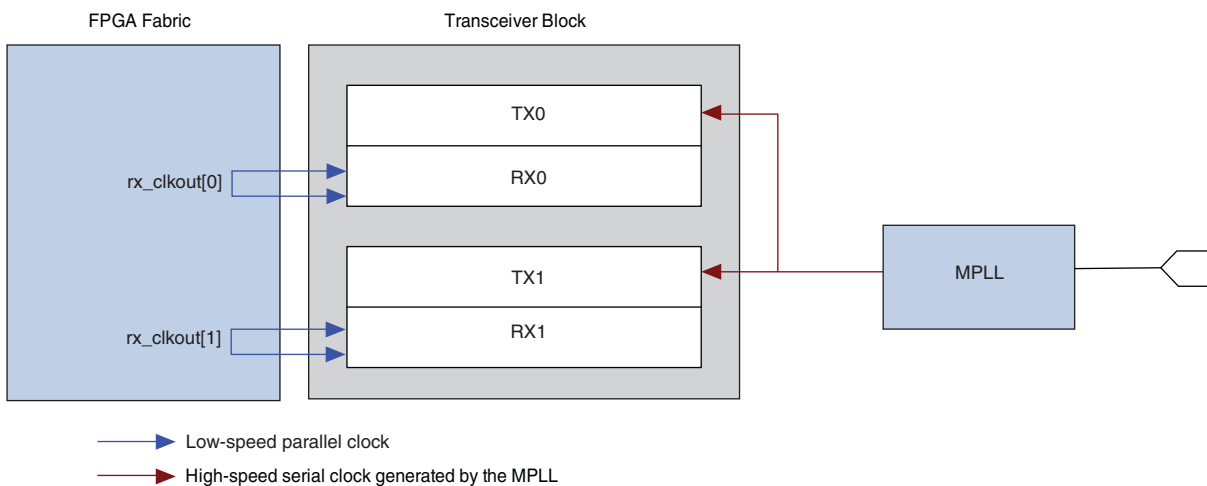 FPGA Fabric
Transceiver Block
TX0
RX0
rx_clkout[0]
TX1
RX1
rx_clkout[1]
MPLL
Low-speed parallel clock
High-speed serial clock generated by the MPLL